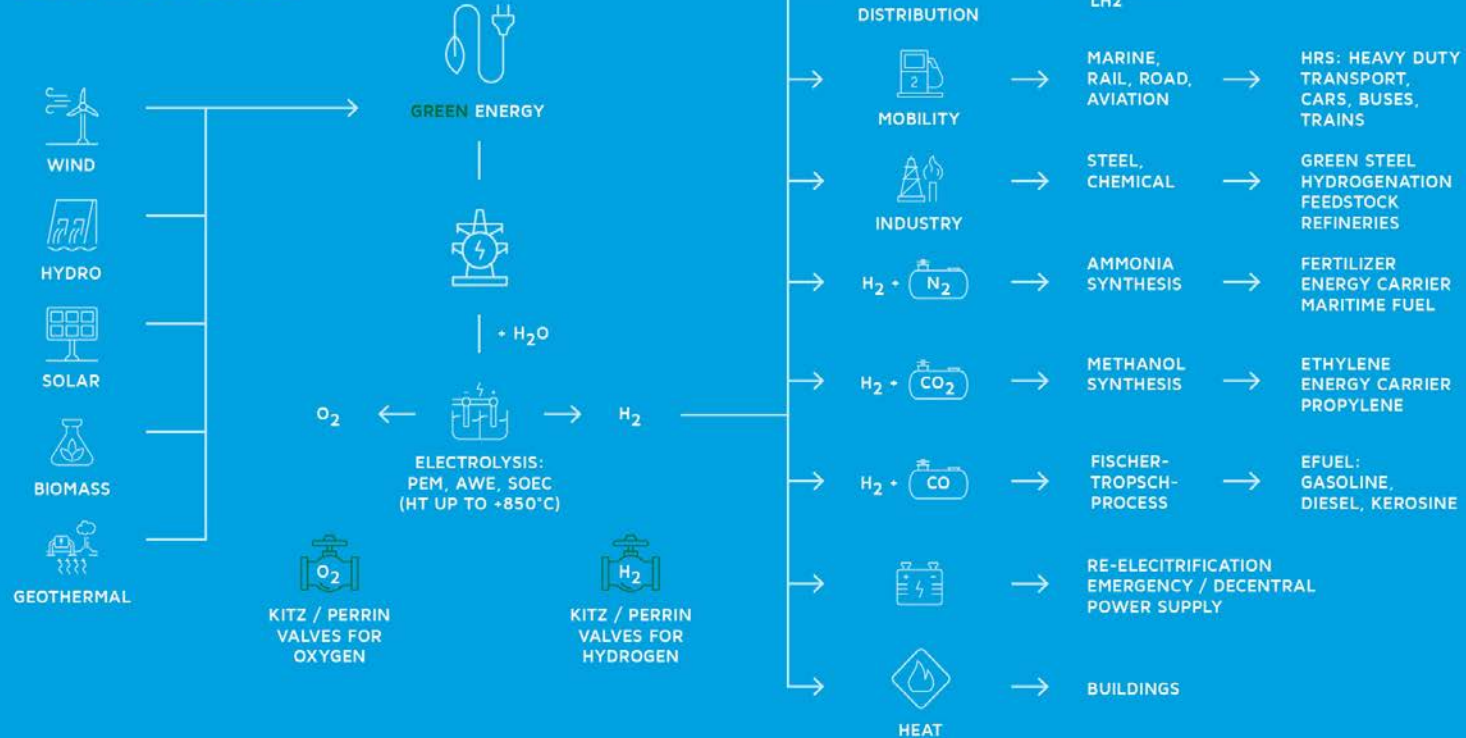 DISTRIBUTION
LH2
WIND
HYDRO
SOLAR
BIOMASS
GEOTHERMAL
GREEN ENERGY
+ H2O
O2
H2
ELECTROLYSIS:
PEM, AWE, SOEC
(HT UP TO +850°C)
O2
KITZ / PERRIN
VALVES FOR
OXYGEN
H2
KITZ / PERRIN
VALVES FOR
HYDROGEN
2
MOBILITY
MARINE,
RAIL, ROAD,
AVIATION
HRS: HEAVY DUTY
TRANSPORT,
CARS, BUSES,
TRAINS
INDUSTRY
STEEL,
CHEMICAL
GREEN STEEL
HYDROGENATION
FEEDSTOCK
REFINERIES
H2 + N2
AMMONIA
SYNTHESIS
FERTILIZER
ENERGY CARRIER
MARITIME FUEL
H2 + CO2
METHANOL
SYNTHESIS
ETHYLENE
ENERGY CARRIER
PROPYLENE
H2 + CO
FISCHER-
TROPSCH-
PROCESS
EFUEL:
GASOLINE,
DIESEL, KEROSINE
RE-ELECITRIFICATION
EMERGENCY / DECENTRAL
POWER SUPPLY
HEAT
BUILDINGS